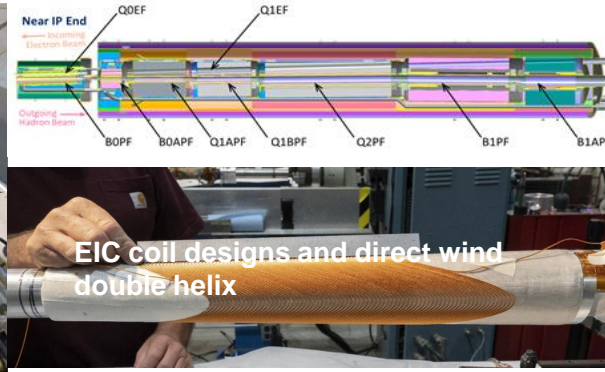 Q0EF
Q1EF
Near IP End
Incoming
Electron Beam
Outgoing
Hadron Beam
B0PF
B0APF
Q1APF
Q1BPF
Q2PF
B1PF
B1AP
EIC coil designs and direct wind
double helix